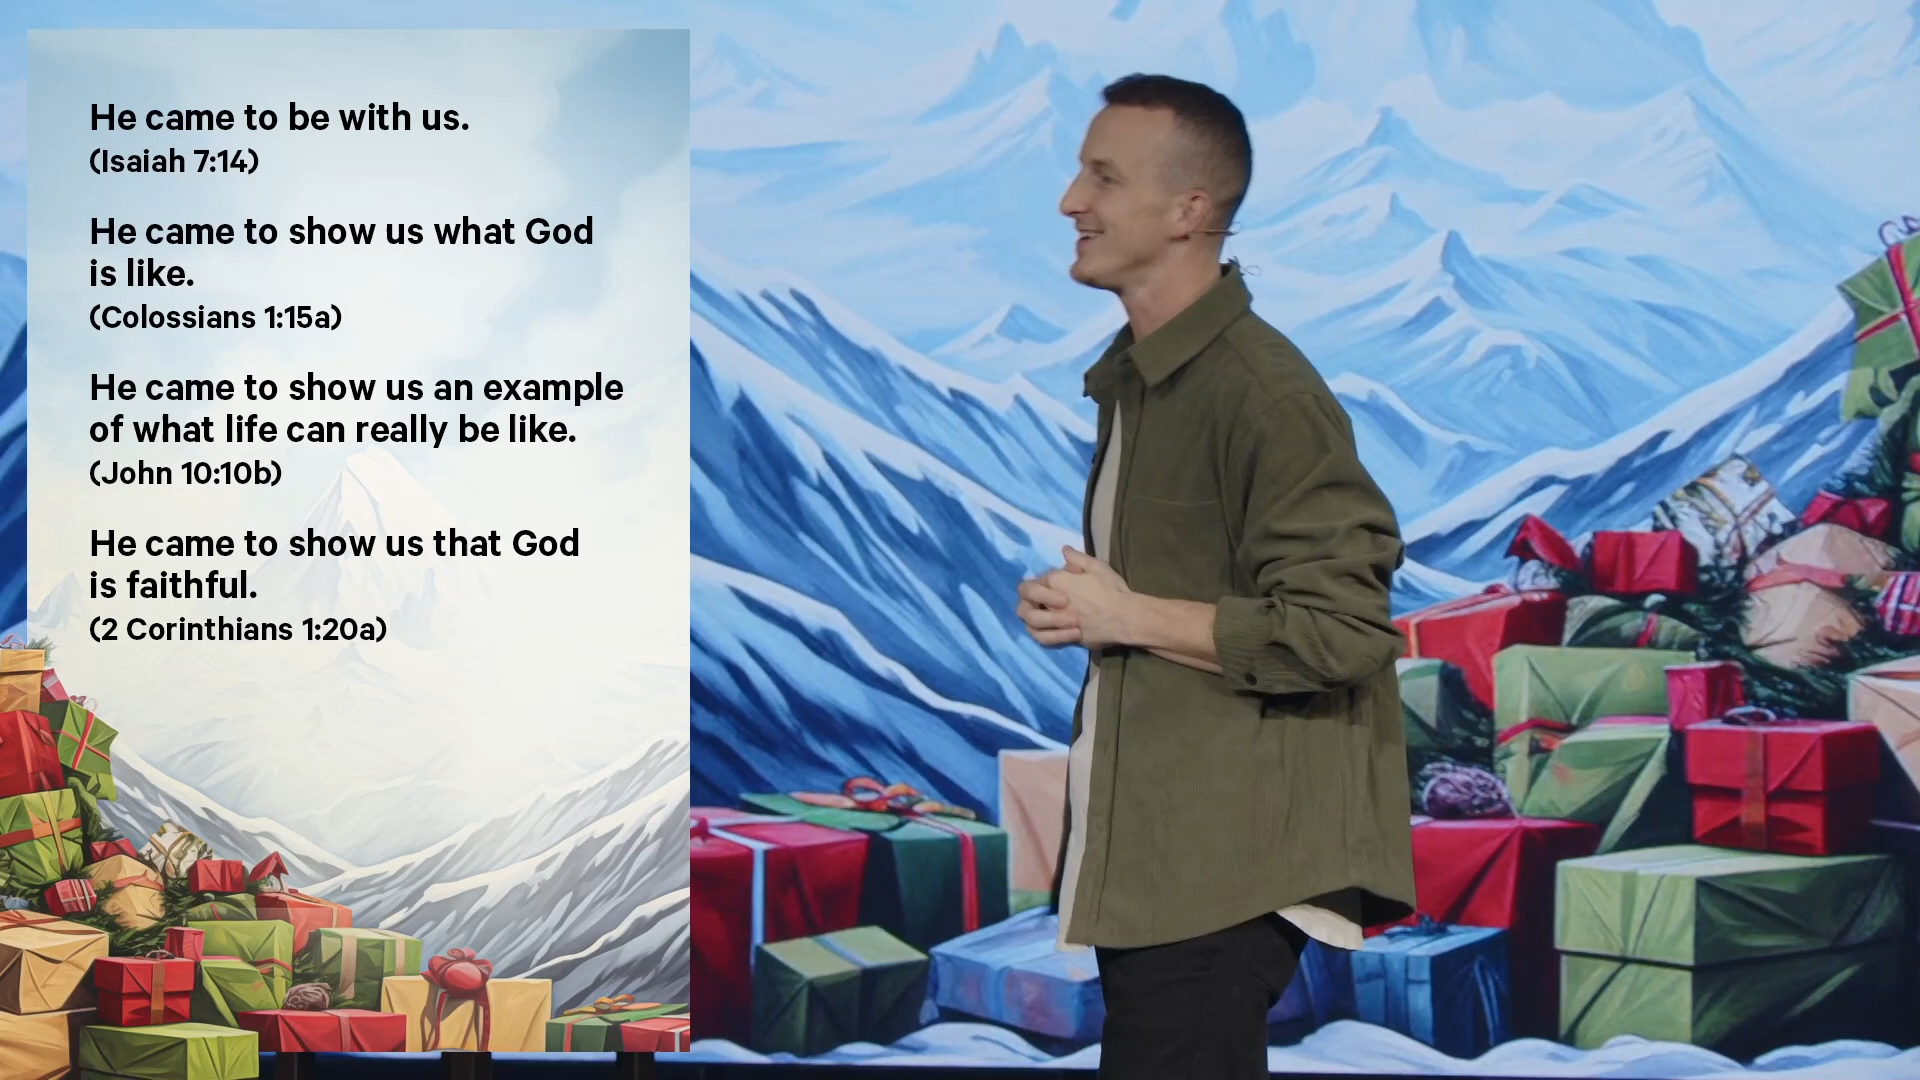 He came to be with us.
(Isaiah 7:14)
He came to show us what God
is like.
(Colossians 1:15a)
He came to show us an example
of what life can really be like.
(John 10:10b)
He came to show us that God
is faithful.
(2 Corinthians 1:20a)